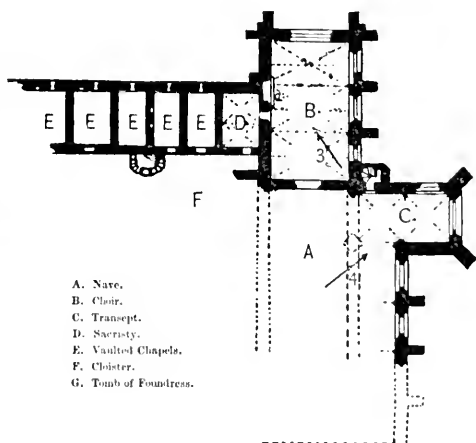 E E E E E D
B
3
C
F
A
4
A. Nave.
B. Choir.
C. Transept.
D. Sacristy.
E. Vaulted Chapels.
F. Cloister.
G. Tomb of Foundress.